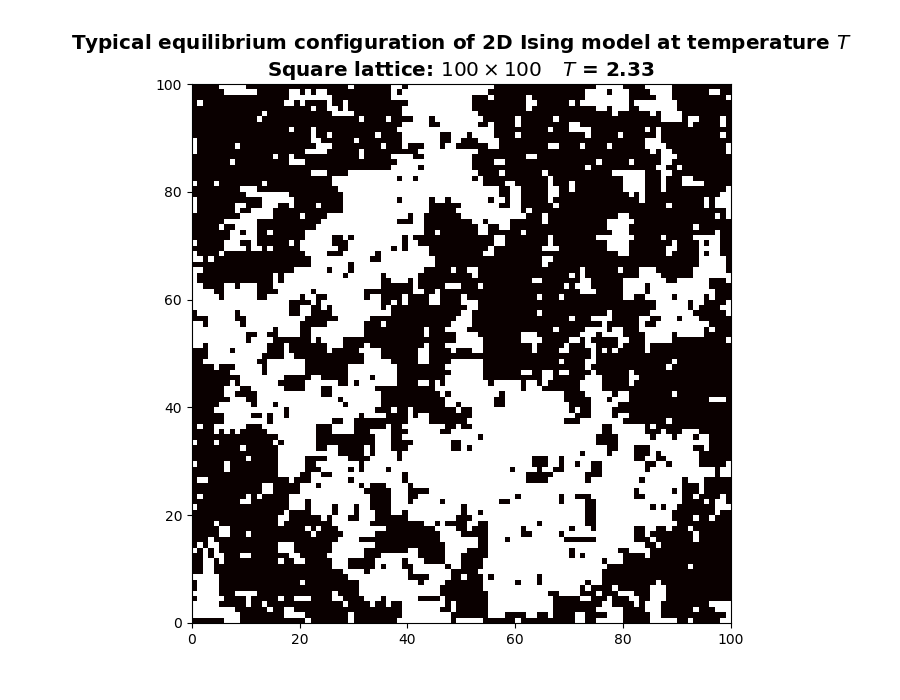 Typical equilibrium configuration of 2D Ising model at temperature T
Square lattice: 100 × 100 T = 2.33
100
80
60
40
20
0
0 20 40 60 80 100